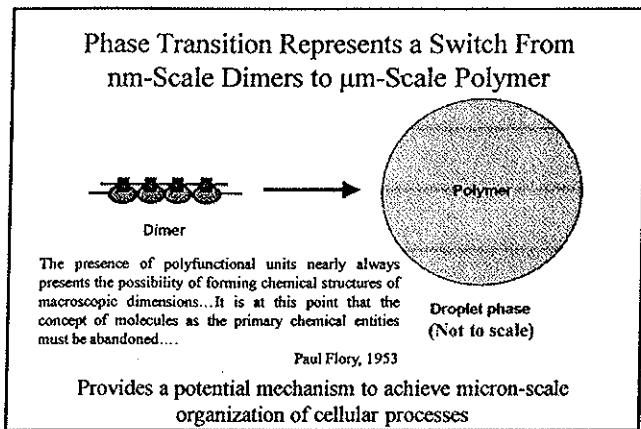 Phase Transition Represents a Switch From
nm-Scale Dimers to μm-Scale Polymer
Polymer
Dimer
The presence of polyfunctional units nearly always
presents the possibility of forming chemical structures of
macroscopic dimensions...It is at this point that the
concept of molecules as the primary chemical entities
must be abandoned....
Paul Flory, 1953
Droplet phase
(Not to scale)
Provides a potential mechanism to achieve micron-scale
organization of cellular processes